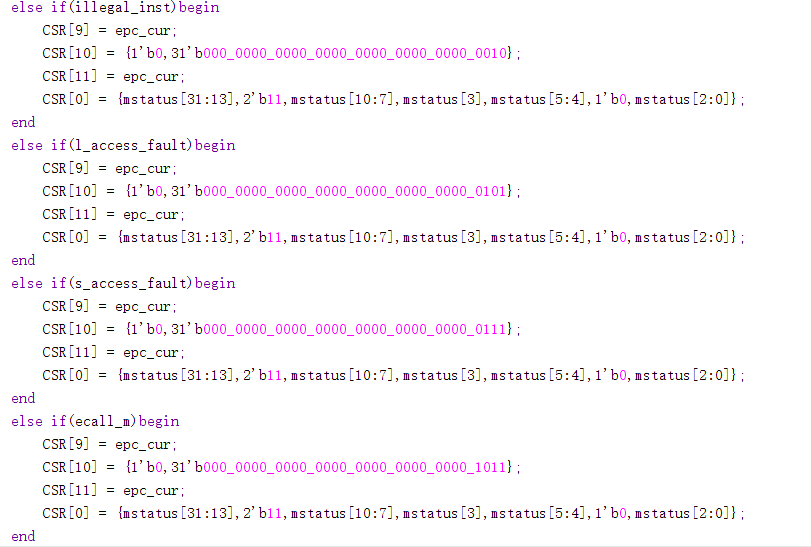 else if(illegal_inst)begin
CSR[9] = epc_cur;
CSR[10] = {1'b0,31'b000_0000_0000_0000_0000_0000_0000_0010};
CSR[11] = epc_cur;
CSR[0] = {mstatus[31:13],2'b11,mstatus[10:7],mstatus[3],mstatus[5:4],1'b0,mstatus[2:0]};
end
else if(l_access_fault)begin
CSR[9] = epc_cur;
CSR[10] = {1'b0,31'b000_0000_0000_0000_0000_0000_0000_0101};
CSR[11] = epc_cur;
CSR[0] = {mstatus[31:13],2'b11,mstatus[10:7],mstatus[3],mstatus[5:4],1'b0,mstatus[2:0]};
end
else if(s_access_fault)begin
CSR[9] = epc_cur;
CSR[10] = {1'b0,31'b000_0000_0000_0000_0000_0000_0000_0111};
CSR[11] = epc_cur;
CSR[0] = {mstatus[31:13],2'b11,mstatus[10:7],mstatus[3],mstatus[5:4],1'b0,mstatus[2:0]};
end
else if(ecall_m)begin
CSR[9] = epc_cur;
CSR[10] = {1'b0,31'b000_0000_0000_0000_0000_0000_0000_1011};
CSR[11] = epc_cur;
CSR[0] = {mstatus[31:13],2'b11,mstatus[10:7],mstatus[3],mstatus[5:4],1'b0,mstatus[2:0]};
end